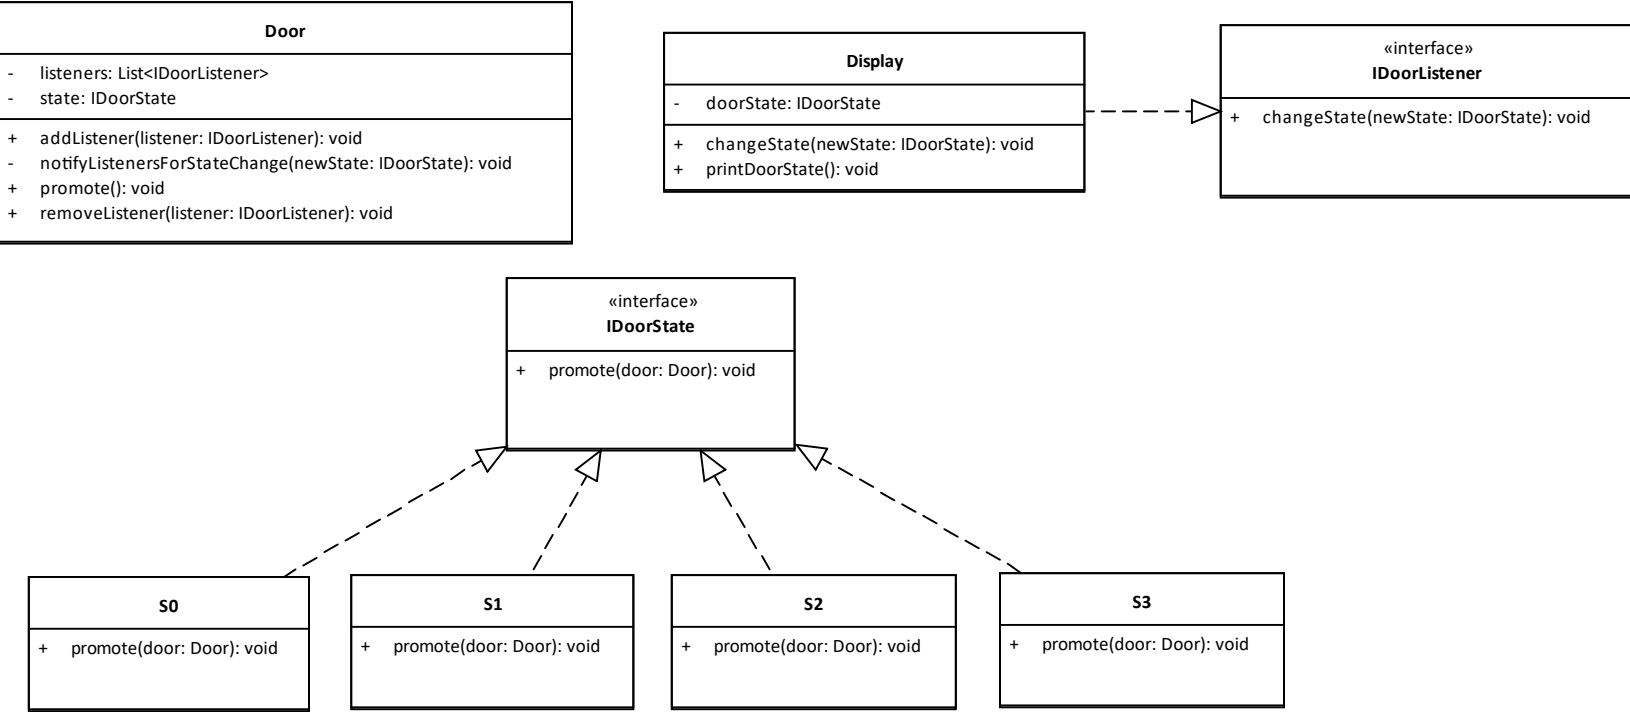 Door
- listeners: List<IDoorListener>
- state: IDoorState
+ addListener(listener: IDoorListener): void
- notifyListenersForStateChange(newState: IDoorState): void
+ promote(): void
+ removeListener(listener: IDoorListener): void
Display
- doorState: IDoorState
+ changeState(newState: IDoorState): void
+ printDoorState(): void
«interface»
IDoorListener
+ changeState(newState: IDoorState): void
«interface»
IDoorState
+ promote(door: Door): void
S0
+ promote(door: Door): void
S1
+ promote(door: Door): void
S2
+ promote(door: Door): void
S3
+ promote(door: Door): void